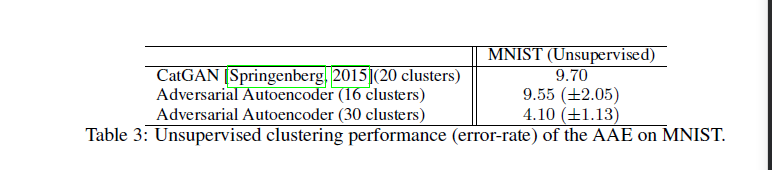 MNIST (Unsupervised)
CatGAN [Springenberg, 2015](20 clusters) 9.70
Adversarial Autoencoder (16 clusters) 9.55 (±2.05)
Adversarial Autoencoder (30 clusters) 4.10 (±1.13)
Table 3: Unsupervised clustering performance (error-rate) of the AAE on MNIST.